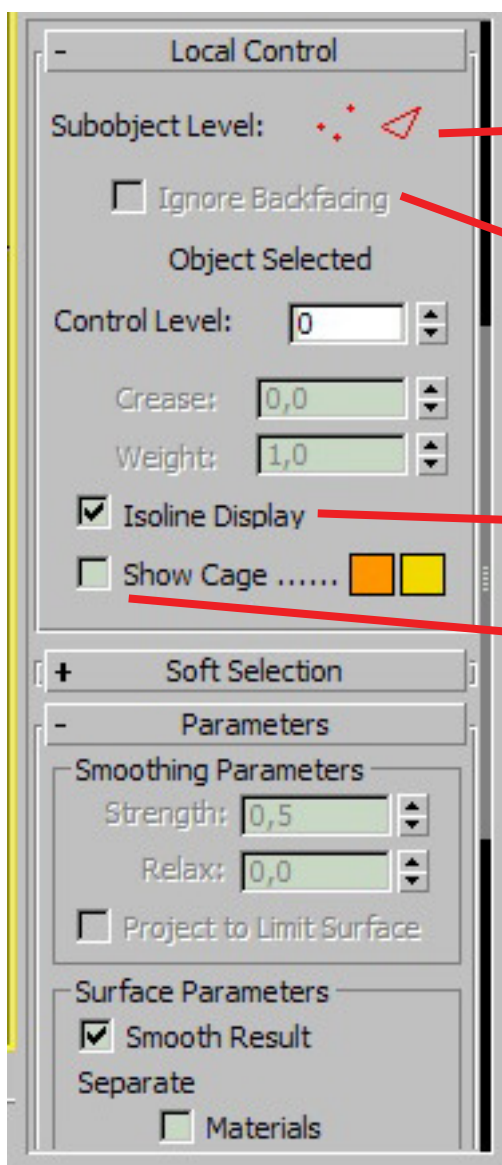 - Local Control
Subobject Level:
Ignore Backfacing
Object Selected
Control Level: 0
Crease: 0,0
Weight: 1,0
Isoline Display
Show Cage ......
+ Soft Selection
- Parameters
Smoothing Parameters
Strength: 0,5
Relax: 0,0
Project to Limit Surface
Surface Parameters
Smooth Result
Separate
Materials